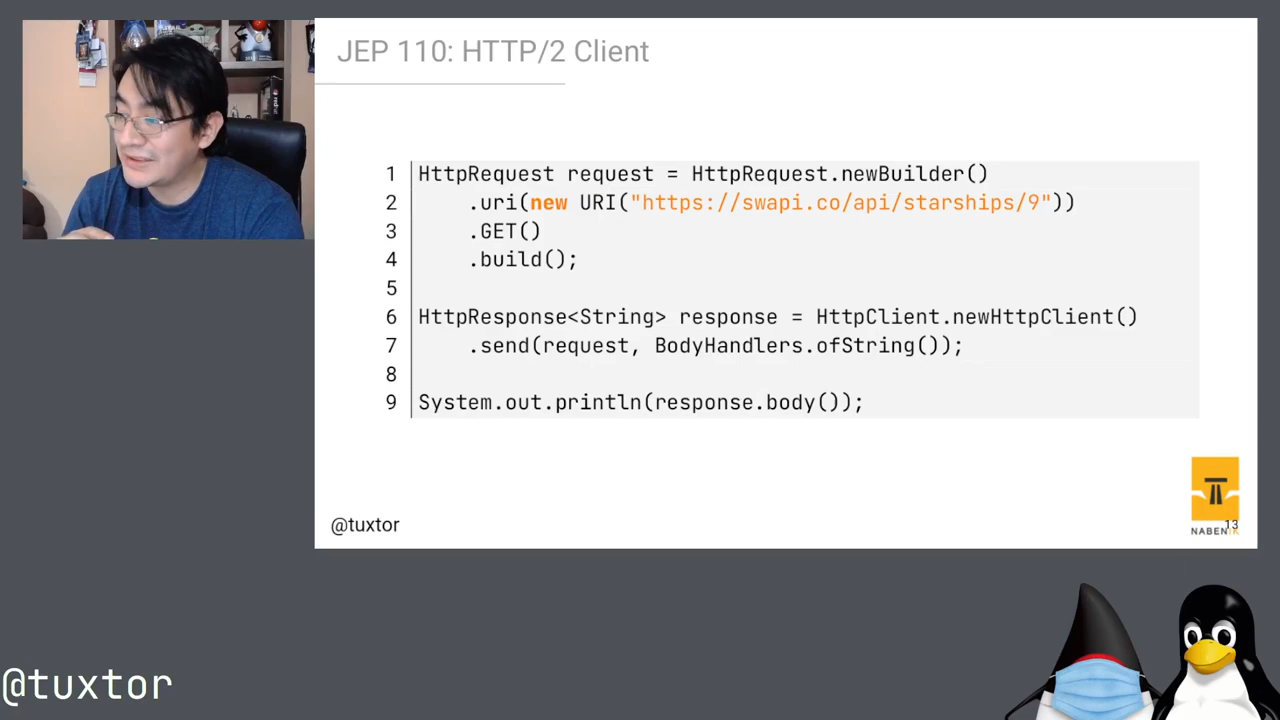 JEP 110: HTTP/2 Client
1 HttpRequest request = HttpRequest.newBuilder()
2 .uri(new URI("https://swapi.co/api/starships/9"))
3 .GET()
4 .build();
5
6 HttpResponse<String> response = HttpClient.newHttpClient()
7 .send(request, BodyHandlers.ofString());
8
9 System.out.println(response.body());
@tuxtor
13
NABENIK
@tuxtor